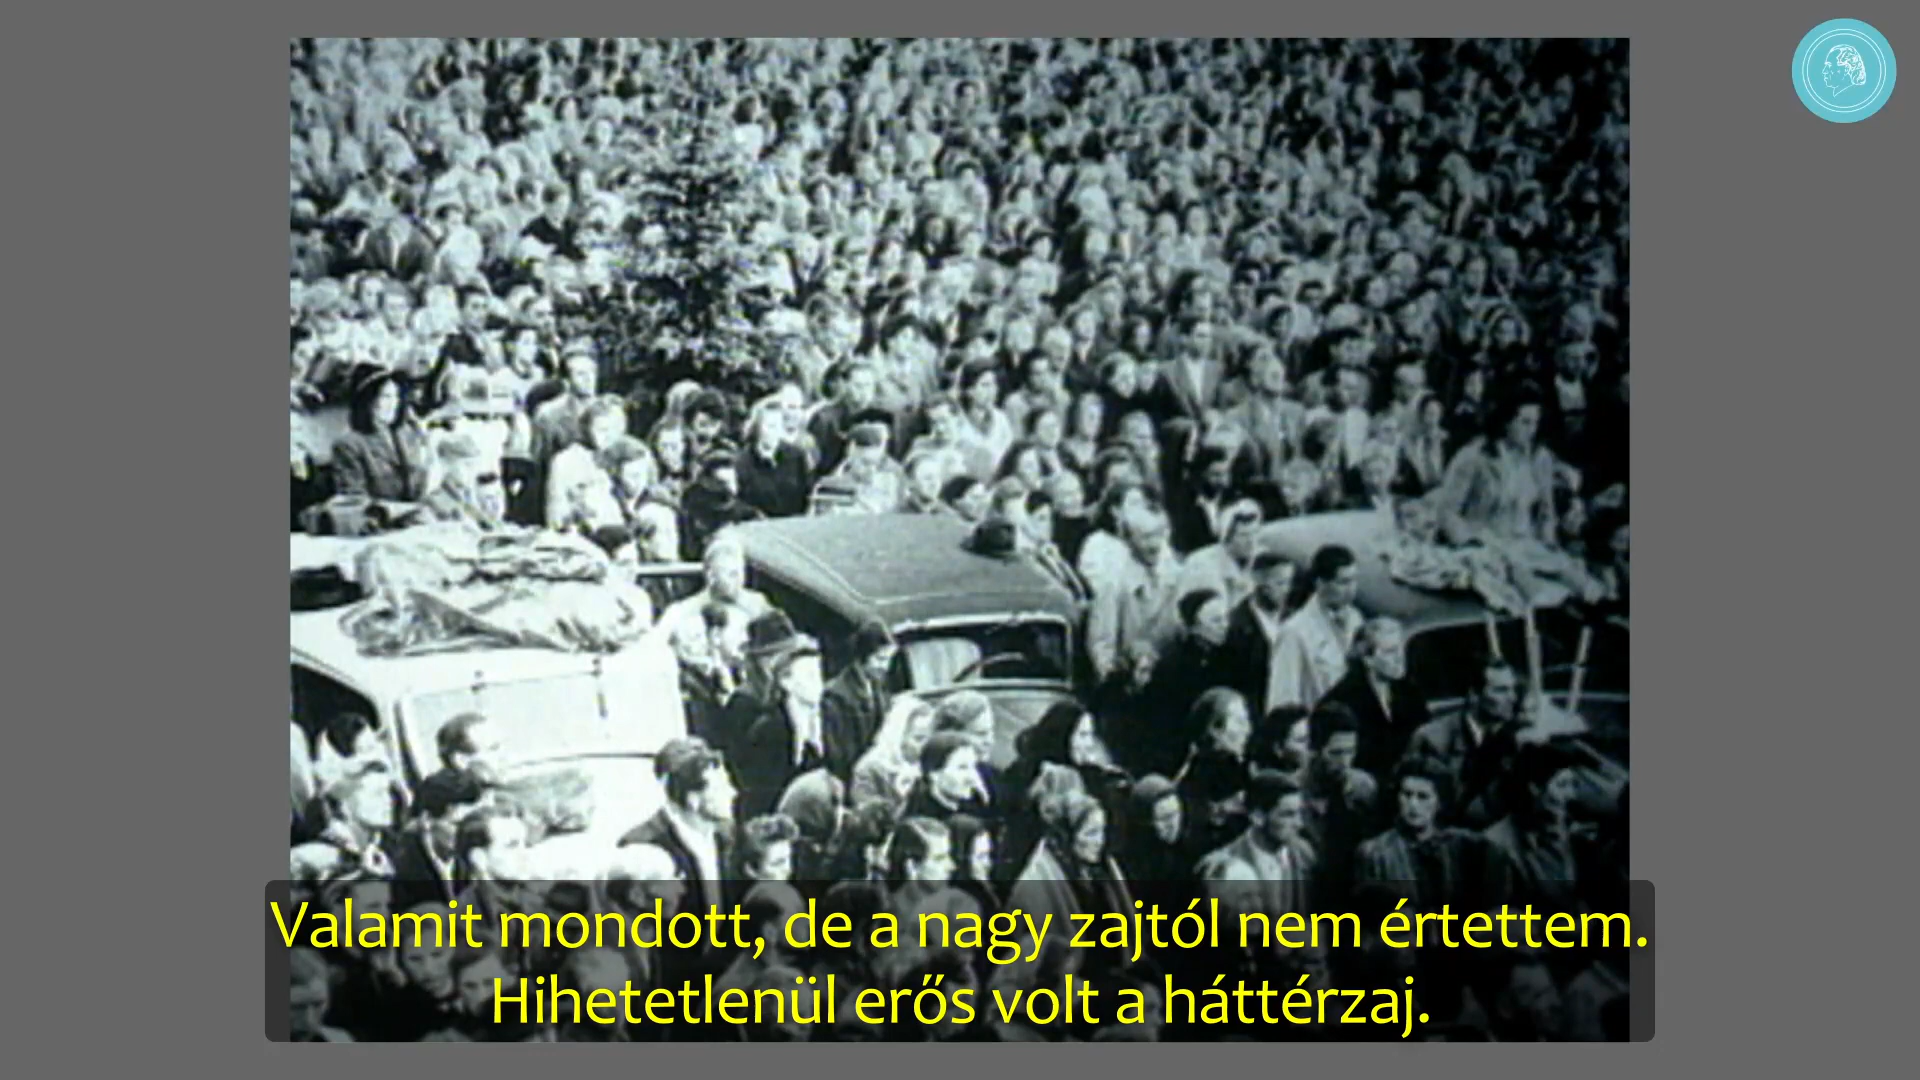 Valamit mondott, de a nagy zajtól nem értettem.
Hihetetlenül erős volt a háttérzaj.